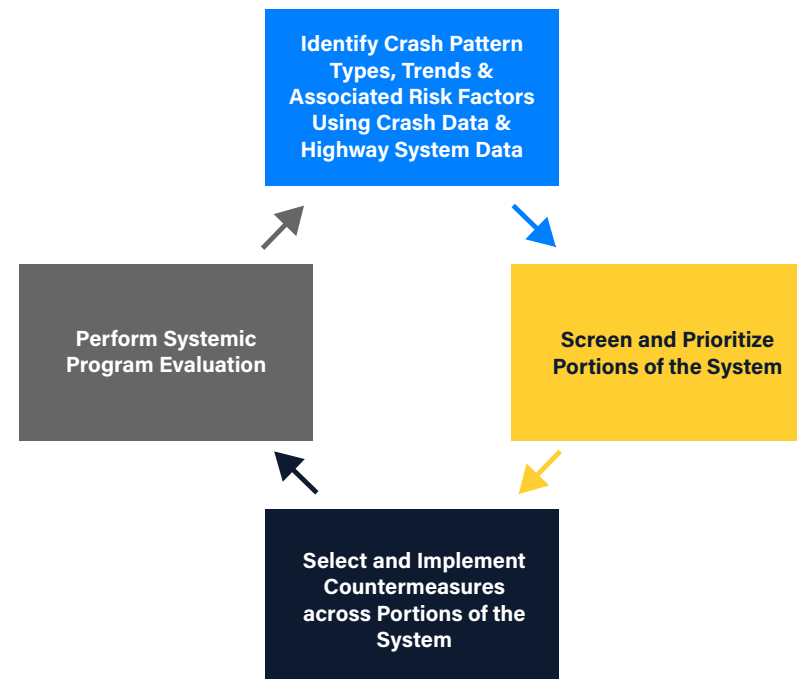 Identify Crash Pattern
Types, Trends &
Associated Risk Factors
Using Crash Data &
Highway System Data
Screen and Prioritize
Portions of the System
Select and Implement
Countermeasures
across Portions of the
System
Perform Systemic
Program Evaluation